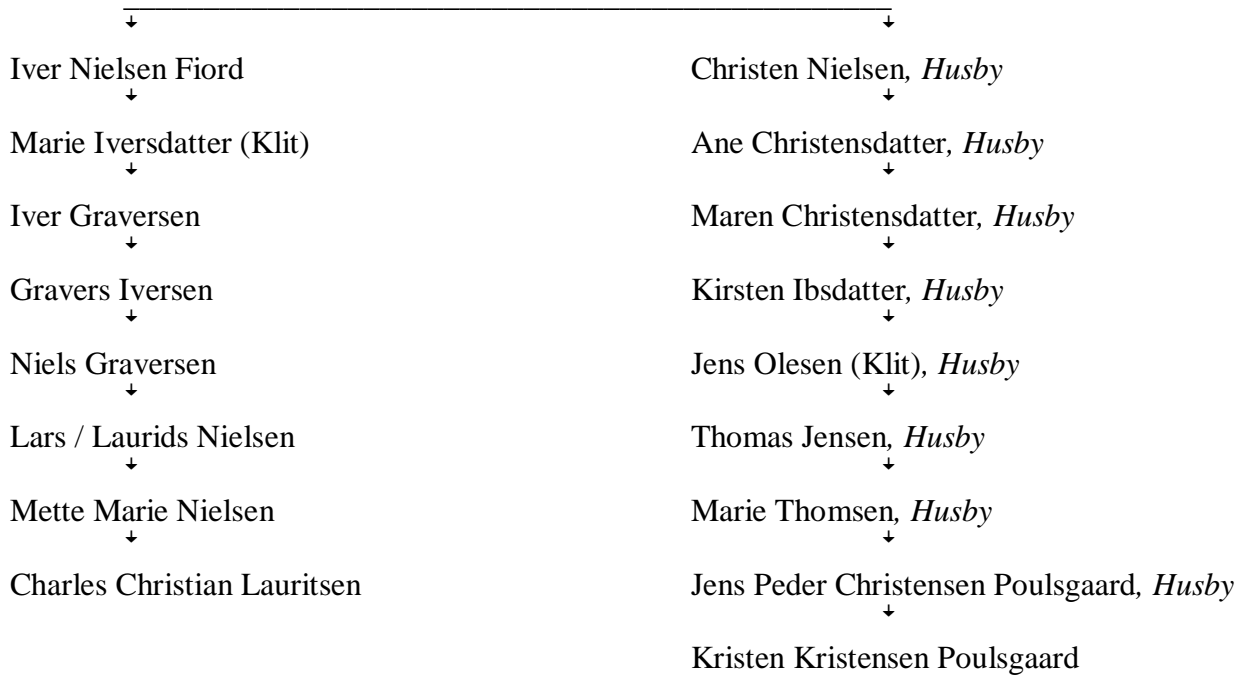 Iver Nielsen Fiord
Christen Nielsen, Husby
Marie Iversdatter (Klit)
Ane Christensdatter, Husby
Iver Graversen
Maren Christensdatter, Husby
Gravers Iversen
Kirsten Ibsdatter, Husby
Niels Graversen
Jens Olesen (Klit), Husby
Lars / Laurids Nielsen
Thomas Jensen, Husby
Mette Marie Nielsen
Marie Thomsen, Husby
Charles Christian Lauritsen
Jens Peder Christensen Poulsgaard, Husby
Kristen Kristensen Poulsgaard